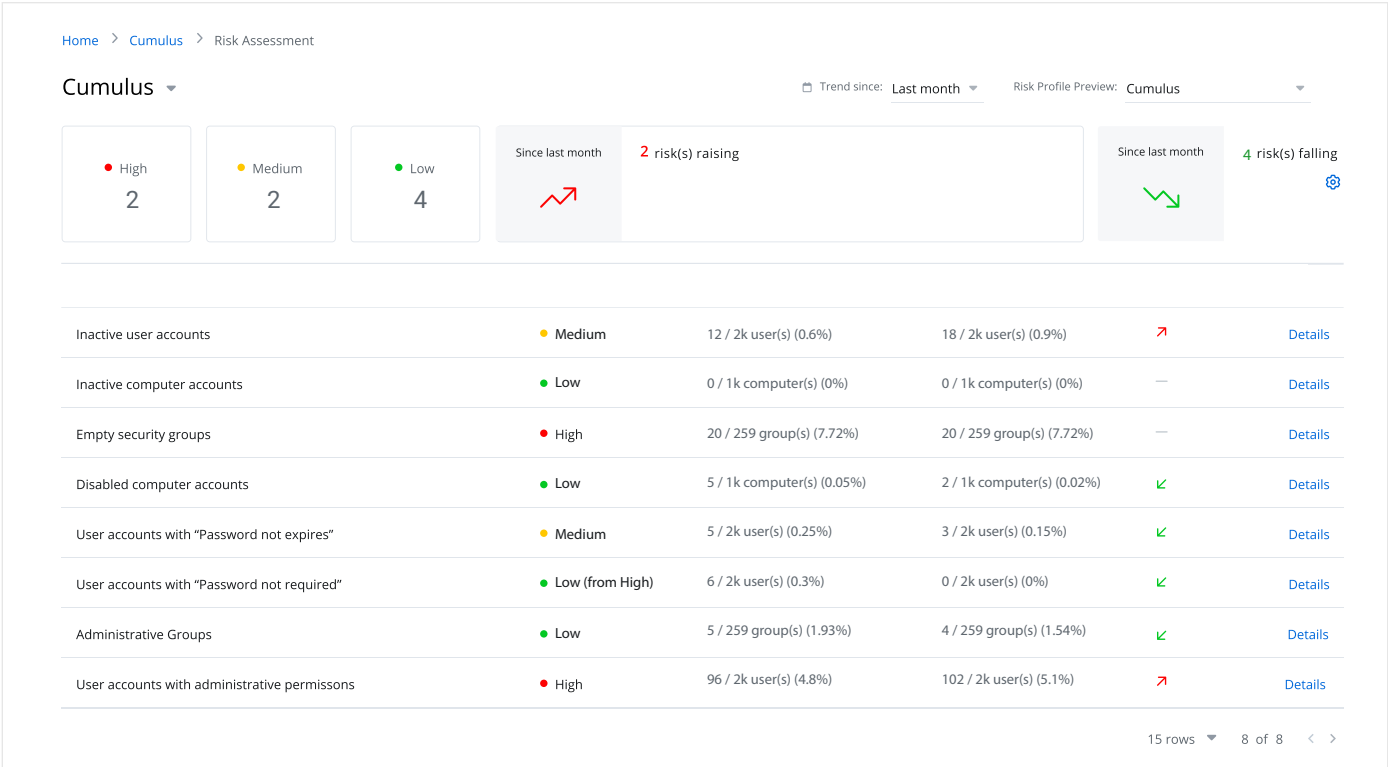 Home > Cumulus > Risk Assessment
Cumulus
Trend since: Last month
Risk Profile Preview: Cumulus
High
2
Medium
2
Low
4
Since last month
2 risk(s) raising
Since last month
4 risk(s) falling
Inactive user accounts Medium 12 / 2k user(s) (0.6%) 18 / 2k user(s) (0.9%) Details
Inactive computer accounts Low 0 / 1k computer(s) (0%) 0 / 1k computer(s) (0%) — Details
Empty security groups High 20 / 259 group(s) (7.72%) 20 / 259 group(s) (7.72%) — Details
Disabled computer accounts Low 5 / 1k computer(s) (0.05%) 2 / 1k computer(s) (0.02%) Details
User accounts with “Password not expires” Medium 5 / 2k user(s) (0.25%) 3 / 2k user(s) (0.15%) Details
User accounts with “Password not required” Low (from High) 6 / 2k user(s) (0.3%) 0 / 2k user(s) (0%) Details
Administrative Groups Low 5 / 259 group(s) (1.93%) 4 / 259 group(s) (1.54%) Details
User accounts with administrative permissons High 96 / 2k user(s) (4.8%) 102 / 2k user(s) (5.1%) Details
15 rows 8 of 8 < >